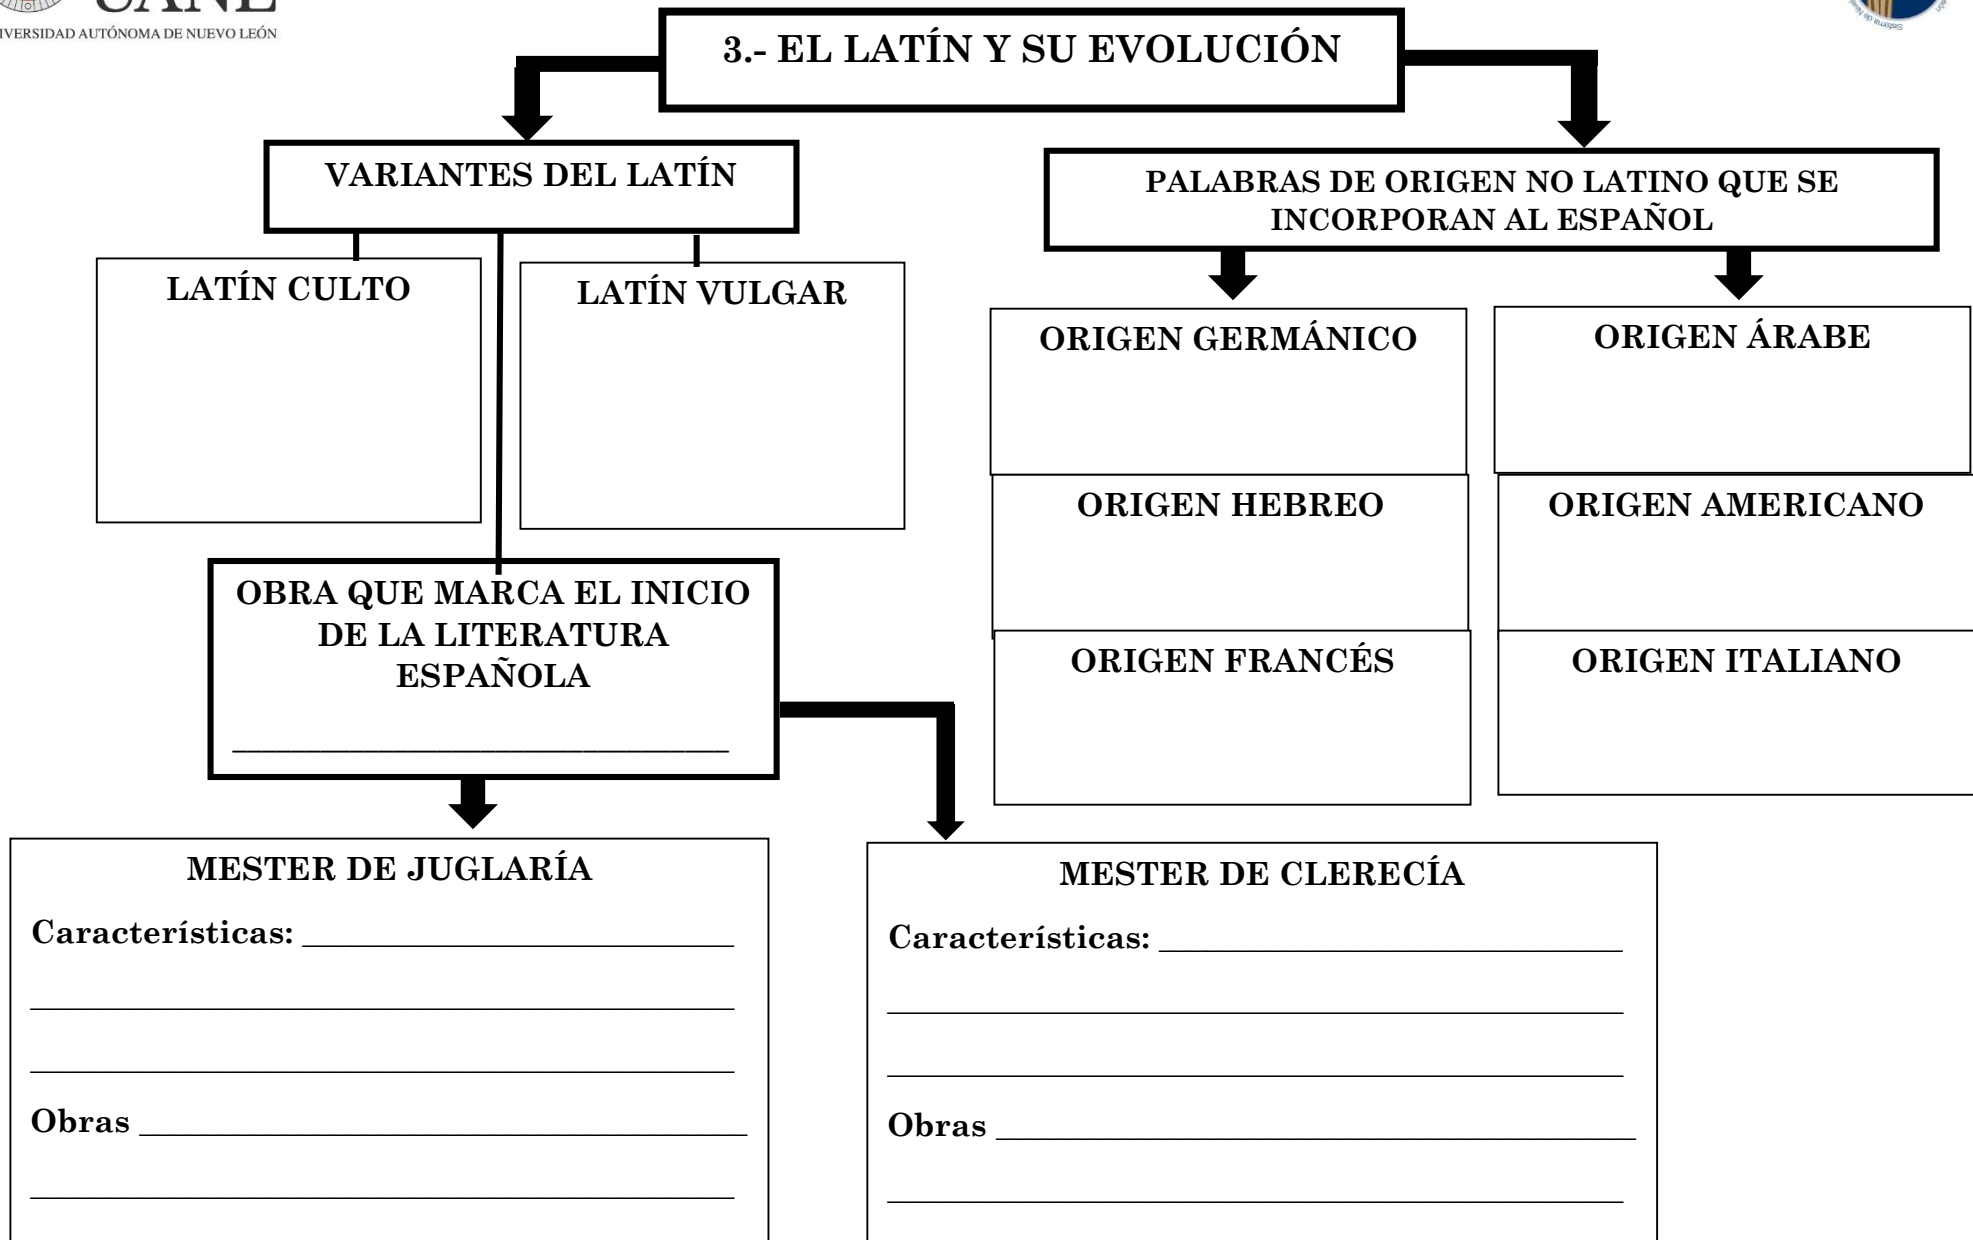 UANL
UNIVERSIDAD AUTÓNOMA DE NUEVO LEÓN
3.- EL LATÍN Y SU EVOLUCIÓN
VARIANTES DEL LATÍN
PALABRAS DE ORIGEN NO LATINO QUE SE
INCORPORAN AL ESPAÑOL
LATÍN CULTO
LATÍN VULGAR
ORIGEN GERMÁNICO
ORIGEN ÁRABE
ORIGEN HEBREO
ORIGEN AMERICANO
OBRA QUE MARCA EL INICIO
DE LA LITERATURA
ESPAÑOLA
ORIGEN FRANCÉS
ORIGEN ITALIANO
MESTER DE JUGLARÍA
Características:
Obras
MESTER DE CLERECÍA
Características:
Obras